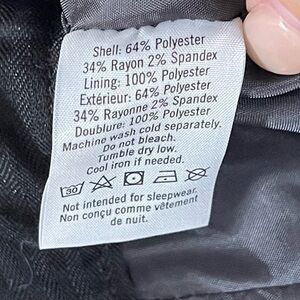 Shell: 64% Polyester
34% Rayon 2% Spandex
Lining: 100% Polyester
Extérieur: 64% Polyester
34% Rayonne 2% Spandex
Doublure: 100% Polyester
Machine wash cold separately.
Do not bleach.
Tumble dry low.
Cool iron if needed.
30
Not intended for sleepwear.
Non conçu comme vêtement
de nuit.